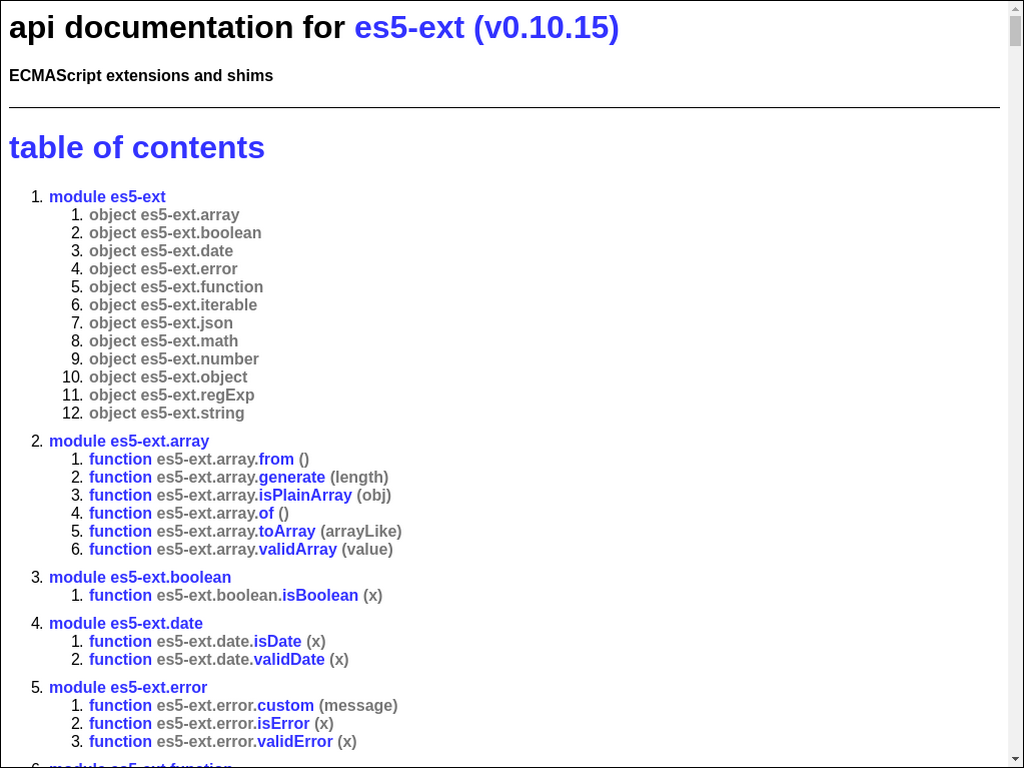 api documentation for es5-ext (v0.10.15)
ECMAScript extensions and shims
table of contents
1. module es5-ext
1. object es5-ext.array
2. object es5-ext.boolean
3. object es5-ext.date
4. object es5-ext.error
5. object es5-ext.function
6. object es5-ext.iterable
7. object es5-ext.json
8. object es5-ext.math
9. object es5-ext.number
10. object es5-ext.object
11. object es5-ext.regExp
12. object es5-ext.string
2. module es5-ext.array
1. function es5-ext.array.from ()
2. function es5-ext.array.generate (length)
3. function es5-ext.array.isPlainArray (obj)
4. function es5-ext.array.of ()
5. function es5-ext.array.toArray (arrayLike)
6. function es5-ext.array.validArray (value)
3. module es5-ext.boolean
1. function es5-ext.boolean.isBoolean (x)
4. module es5-ext.date
1. function es5-ext.date.isDate (x)
2. function es5-ext.date.validDate (x)
5. module es5-ext.error
1. function es5-ext.error.custom (message)
2. function es5-ext.error.isError (x)
3. function es5-ext.error.validError (x)
6. module es5-ext.function